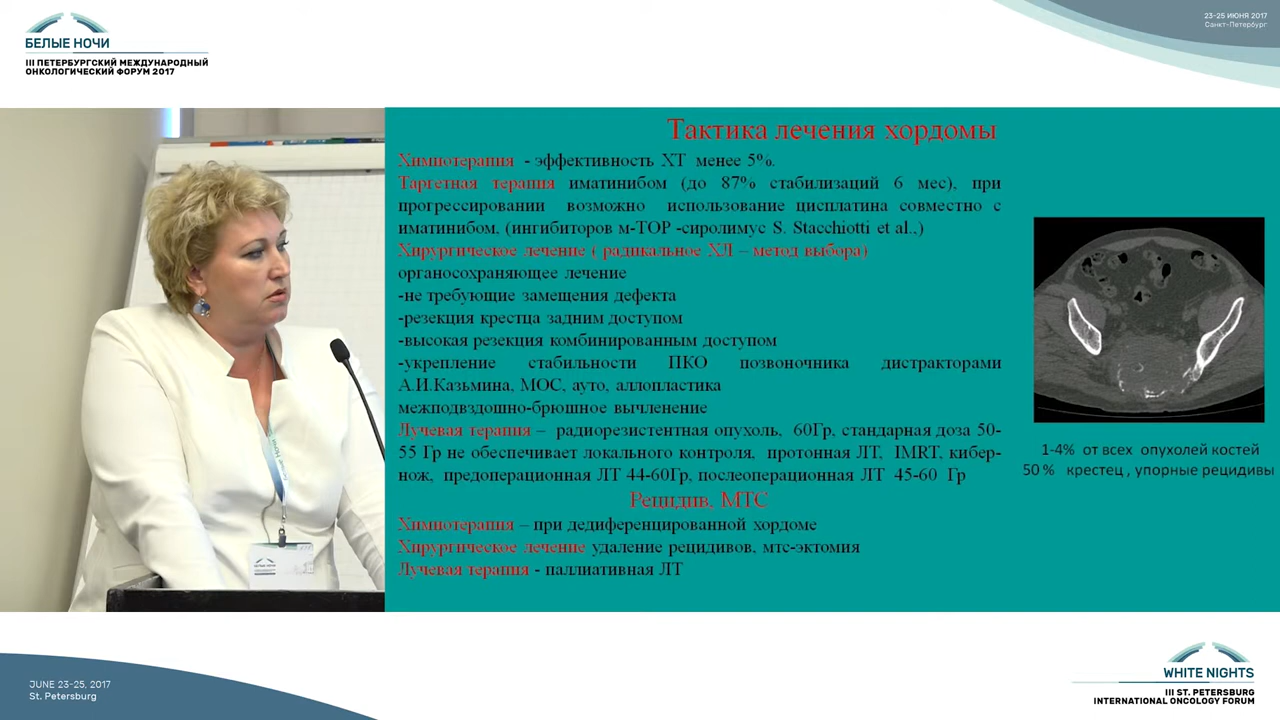 БЕЛЫЕ НОЧИ
III ПЕТЕРБУРГСКИЙ МЕЖДУНАРОДНЫЙ
ОНКОЛОГИЧЕСКИЙ ФОРУМ 2017
23-25 ИЮНЯ 2017
Санкт-Петербург
Тактика лечения хордомы
Химиотерапия - эффективность ХТ менее 5%.
Таргетная терапия иматинибом (до 87% стабилизаций 6 мес), при
прогрессировании возможно использование цисплатина совместно с
иматинибом, (ингибиторов м-ТОР -сиролимус S. Stacchiotti et al.,)
Хирургическое лечение ( радикальное ХЛ – метод выбора)
органосохраняющее лечение
-не требующие замещения дефекта
-резекция крестца задним доступом
-высокая резекция комбинированным доступом
-укрепление стабильности ПКО позвоночника дистракторами
А.И.Казьмина, МОС, ауто, аллопластика
межподвздошно-брюшное вычленение
Лучевая терапия – радиорезистентная опухоль, 60Гр, стандарная доза 50-
55 Гр не обеспечивает локального контроля, протонная ЛТ, IMRT, кибер-
нож, предоперационная ЛТ 44-60Гр, послеоперационная ЛТ 45-60 Гр
Рецидив, МТС
Химиотерапия – при дедиференцированной хордоме
Хирургическое лечение удаление рецидивов, мтс-эктомия
Лучевая терапия - паллиативная ЛТ
1-4% от всех опухолей костей
50 % крестец , упорные рецидивы
JUNE 23-25, 2017
St. Petersburg
WHITE NIGHTS
III ST. PETERSBURG
INTERNATIONAL ONCOLOGY FORUM